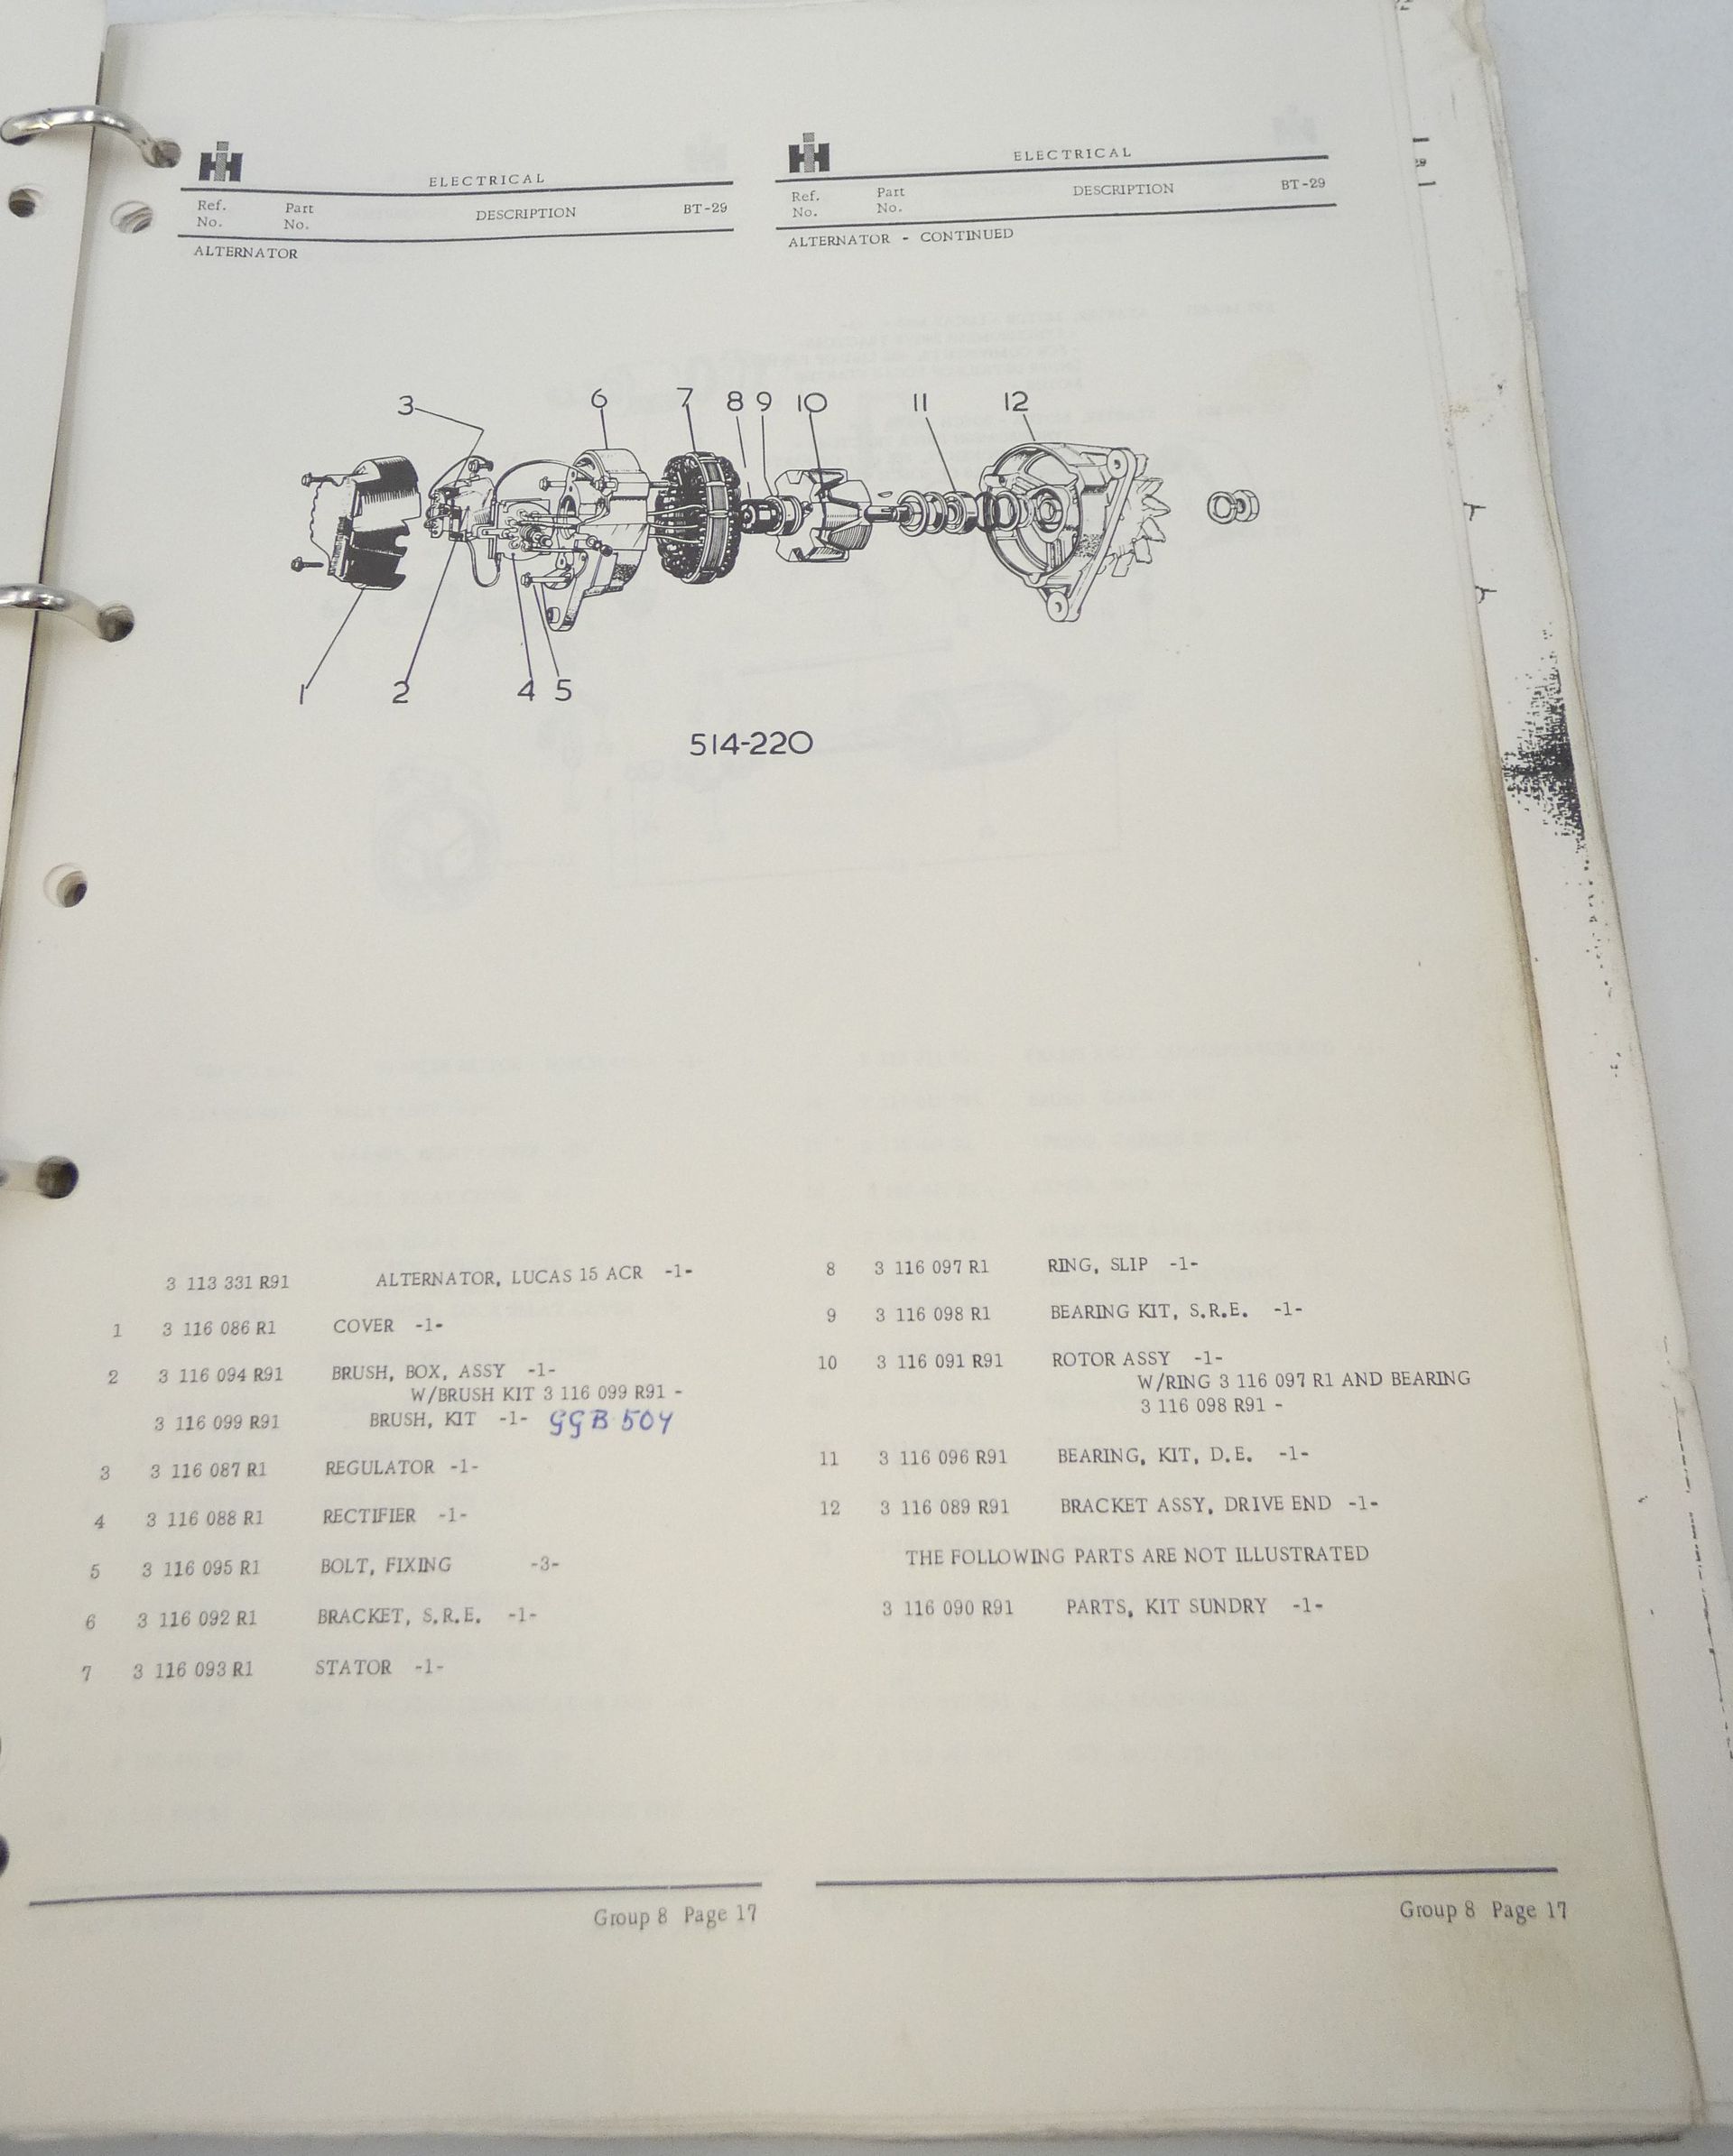 IH
ELECTRICAL
Ref. No.
Part No.
DESCRIPTION
BT-29
ALTERNATOR
IH
ELECTRICAL
Ref. No.
Part No.
DESCRIPTION
BT-29
ALTERNATOR - CONTINUED
3
6
7
8
9
10
11
12
1
2
4
5
514-220
3 113 331 R91 ALTERNATOR, LUCAS 15 ACR -1-
1 3 116 086 R1 COVER -1-
2 3 116 094 R91 BRUSH, BOX, ASSY -1-
W/BRUSH KIT 3 116 099 R91 -
3 116 099 R91 BRUSH, KIT -1- GGB 504
3 3 116 087 R1 REGULATOR -1-
4 3 116 088 R1 RECTIFIER -1-
5 3 116 095 R1 BOLT, FIXING -3-
6 3 116 092 R1 BRACKET, S.R.E. -1-
7 3 116 093 R1 STATOR -1-
8 3 116 097 R1 RING, SLIP -1-
9 3 116 098 R1 BEARING KIT, S.R.E. -1-
10 3 116 091 R91 ROTOR ASSY -1-
W/RING 3 116 097 R1 AND BEARING
3 116 098 R91 -
11 3 116 096 R91 BEARING, KIT, D.E. -1-
12 3 116 089 R91 BRACKET ASSY, DRIVE END -1-
THE FOLLOWING PARTS ARE NOT ILLUSTRATED
3 116 090 R91 PARTS, KIT SUNDRY -1-
Group 8 Page 17
Group 8 Page 17